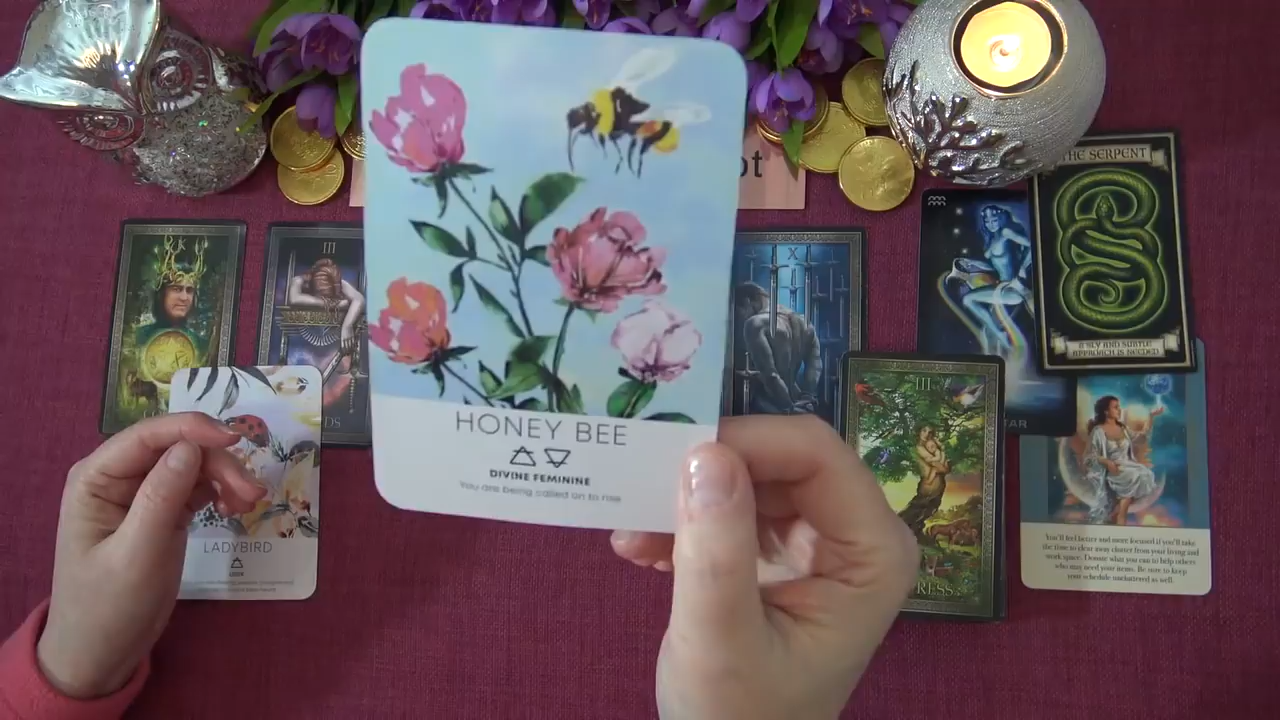 HONEY BEE
DIVINE FEMININE
You are being called on to rise
LADYBIRD
THE SERPENT
A SLY AND SUBTLE
APPROACH IS NEEDED
III
X
III
You'll feel better and more focused if you'll take
the time to clear away clutter from your living and
work space. Donate what you can to help others
who may need your items. Be sure to keep
your schedule uncluttered as well.